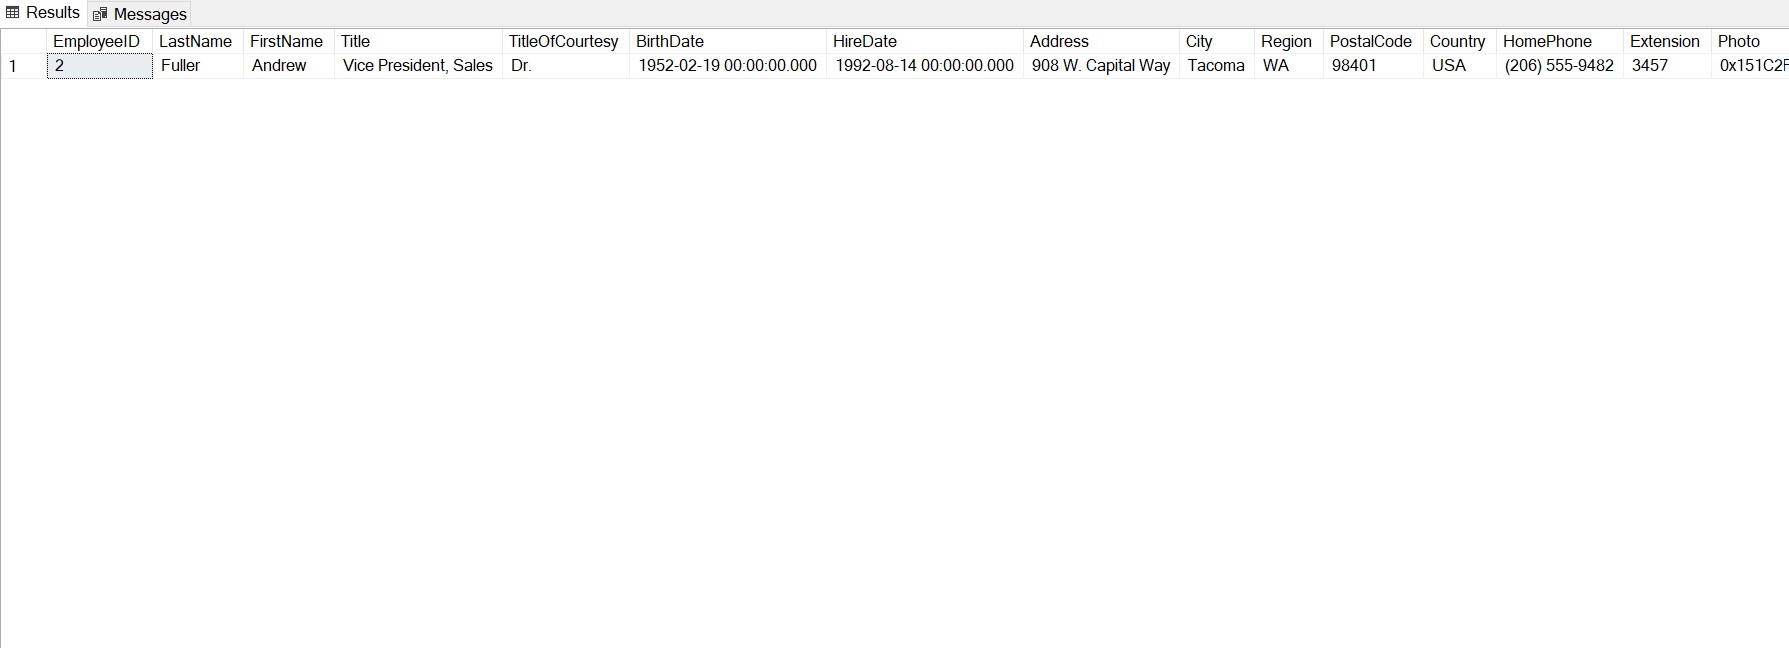 Results Messages
EmployeeID LastName FirstName Title TitleOfCourtesy BirthDate HireDate Address City Region PostalCode Country HomePhone Extension Photo
1 2 Fuller Andrew Vice President, Sales Dr. 1952-02-19 00:00:00.000 1992-08-14 00:00:00.000 908 W. Capital Way Tacoma WA 98401 USA (206) 555-9482 3457 0x151C2F